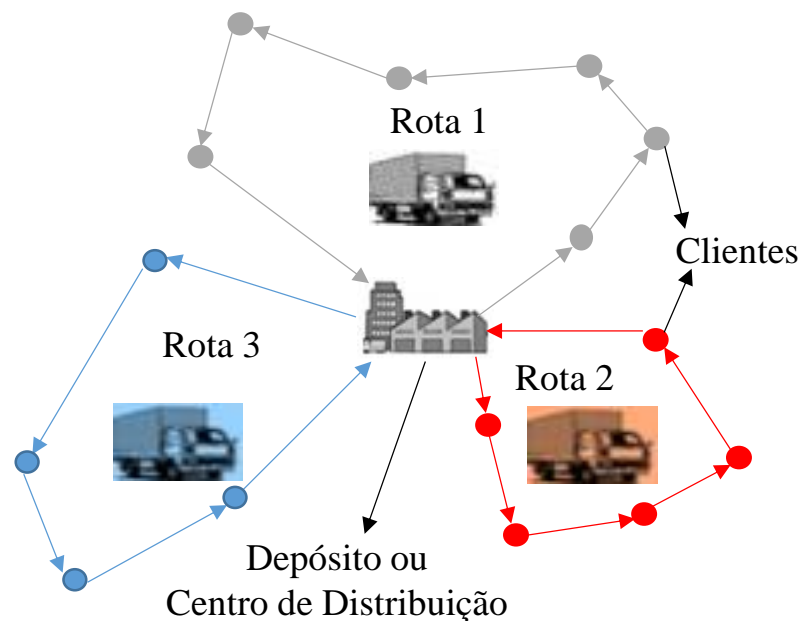 Rota 1
Clientes
Rota 3
Rota 2
Depósito ou
Centro de Distribuição